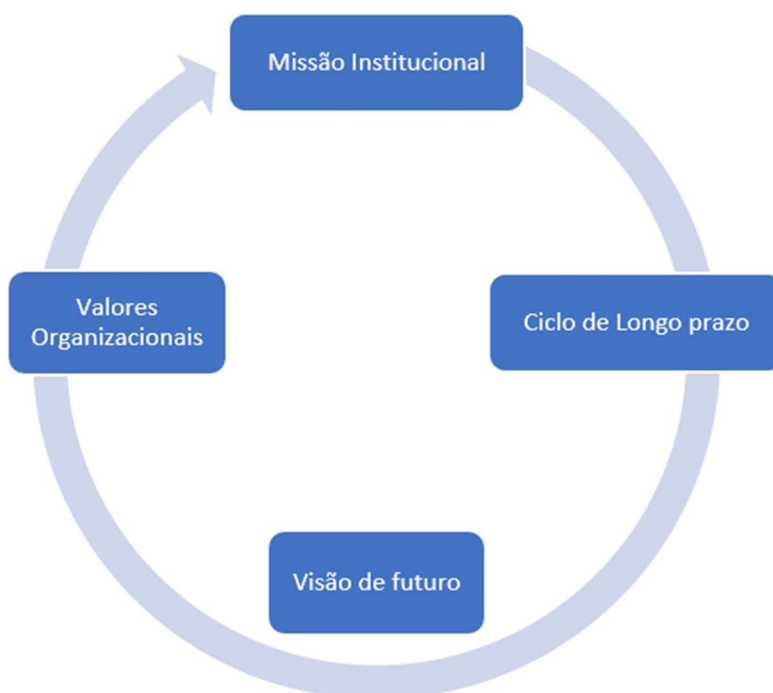 Missão Institucional
Ciclo de Longo prazo
Visão de futuro
Valores
Organizacionais